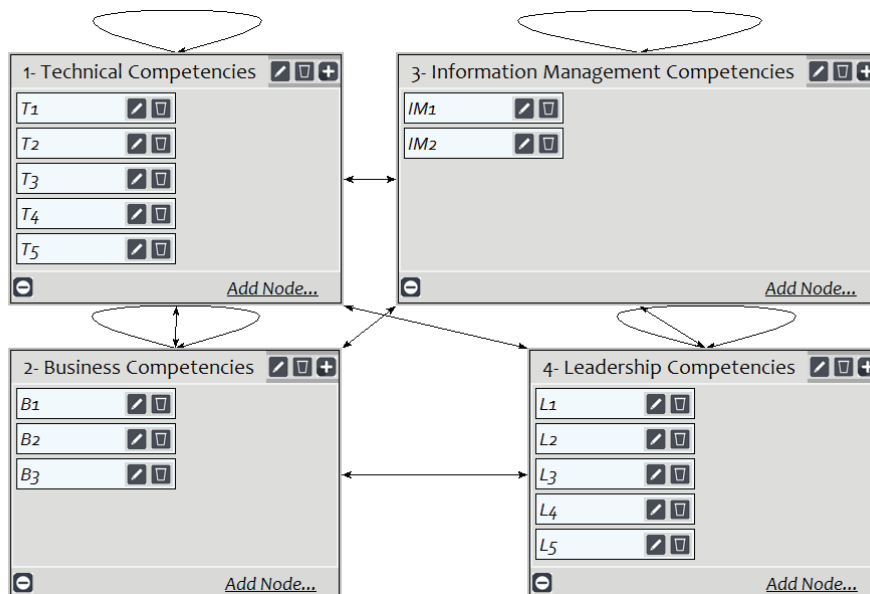 1- Technical Competencies
T1
T2
T3
T4
T5
Add Node...
3- Information Management Competencies
IM1
IM2
Add Node...
2- Business Competencies
B1
B2
B3
Add Node...
4- Leadership Competencies
L1
L2
L3
L4
L5
Add Node...